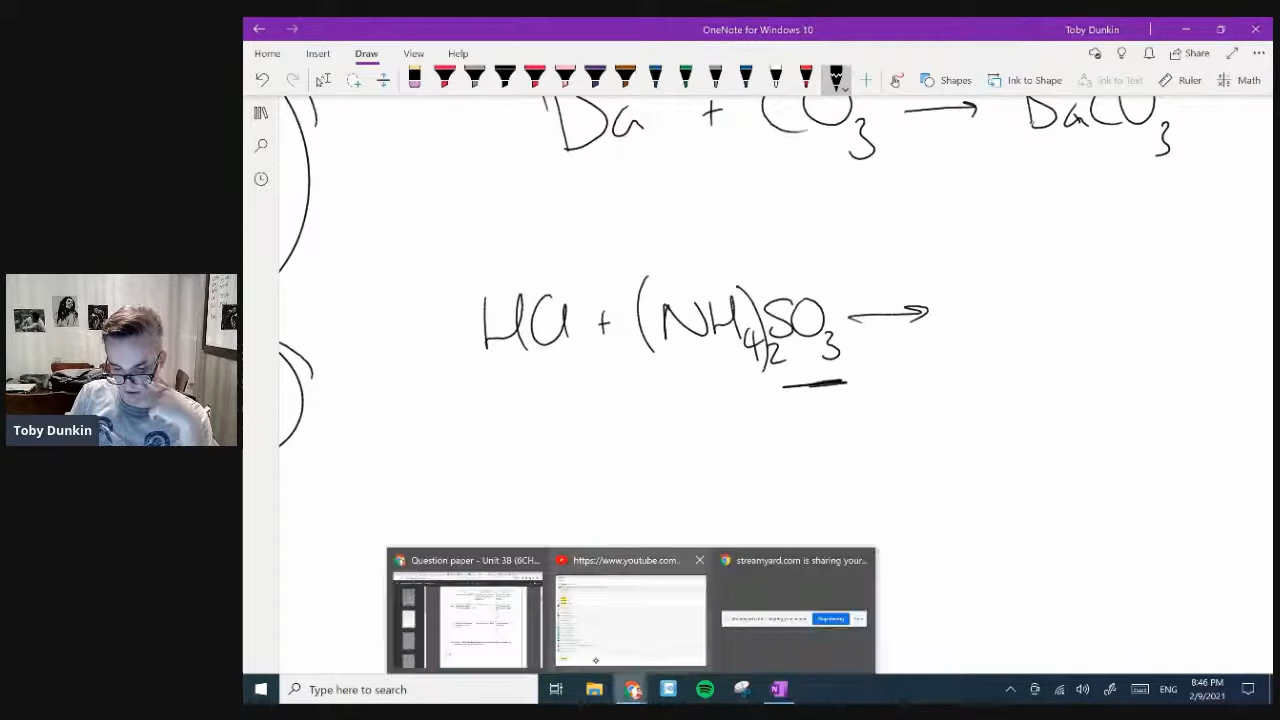 OneNote for Windows 10
Toby Dunkin
Home Insert Draw View Help
Share
Shapes Ink to Shape Ink to Text Ruler Math
Ba + CO3 → BaCO3
HCl + (NH4)2SO3 →
Toby Dunkin
Question paper - Unit 3B (6CH...
https://www.youtube.com...
streamyard.com is sharing your...
Type here to search
ENG
8:46 PM
2/9/2021